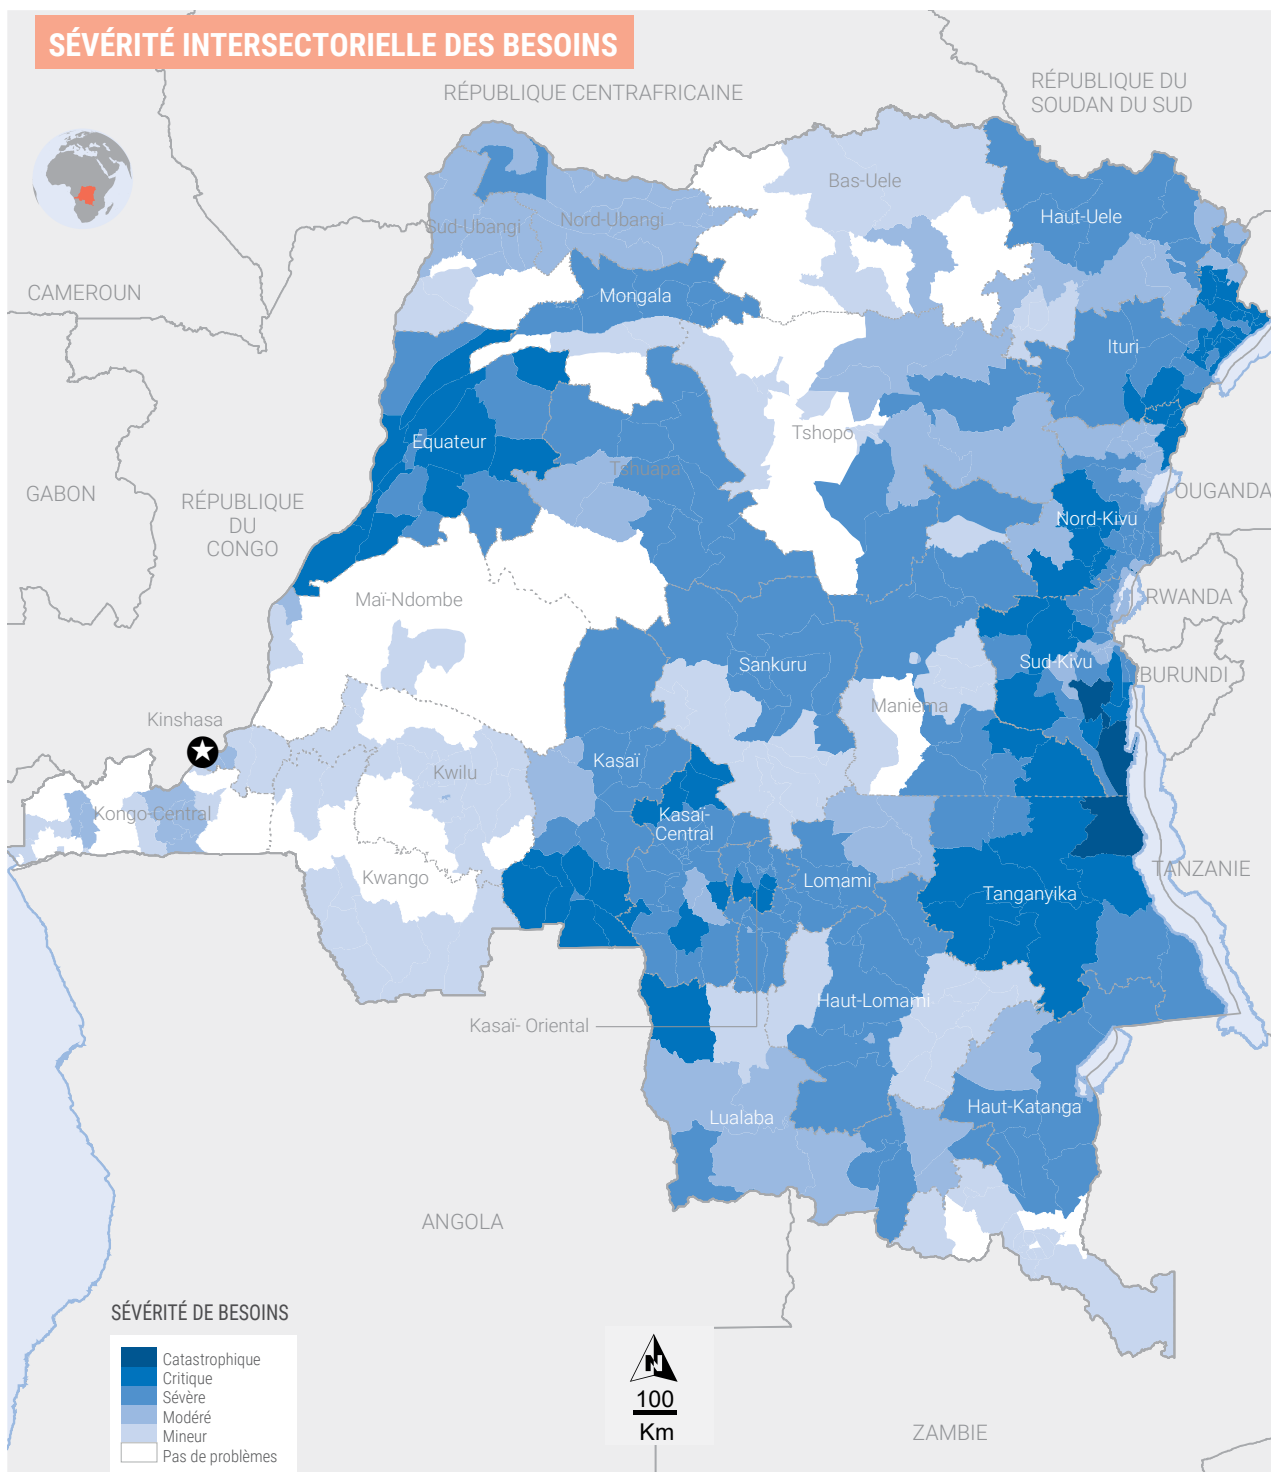 SÉVÉRITÉ INTERSECTORIELLE DES BESOINS
RÉPUBLIQUE CENTRAFRICAINE
RÉPUBLIQUE DU
SOUDAN DU SUD
Bas-Uele
Haut-Uele
Sud-Ubangi
Nord-Ubangi
CAMEROUN
Mongala
Ituri
Equateur
Tshopo
Tshuapa
GABON
RÉPUBLIQUE
DU
CONGO
OUGANDA
Nord-Kivu
Maï-Ndombe
RWANDA
Sankuru
Sud-Kivu
BURUNDI
Maniema
Kinshasa
Kwilu
Kasaï
Kongo-Central
Kasaï-
Central
Kwango
Lomami
TANZANIE
Tanganyika
Haut-Lomami
Kasaï- Oriental
Lualaba
Haut-Katanga
ANGOLA
SÉVÉRITÉ DE BESOINS
Catastrophique
Critique
Sévère
Modéré
Mineur
Pas de problèmes
N
100
Km
ZAMBIE